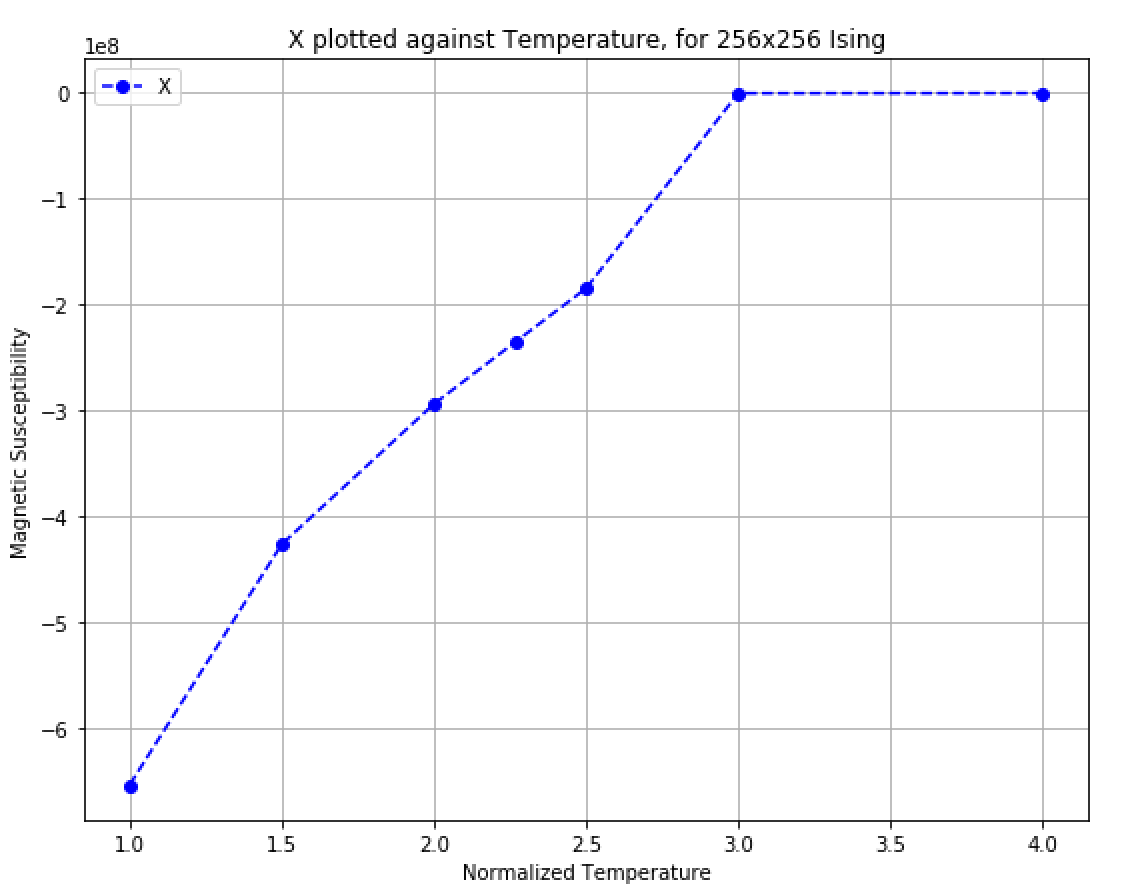 X plotted against Temperature, for 256x256 Ising
1e8
X
0
−1
−2
−3
−4
−5
−6
Magnetic Susceptibility
1.0 1.5 2.0 2.5 3.0 3.5 4.0
Normalized Temperature